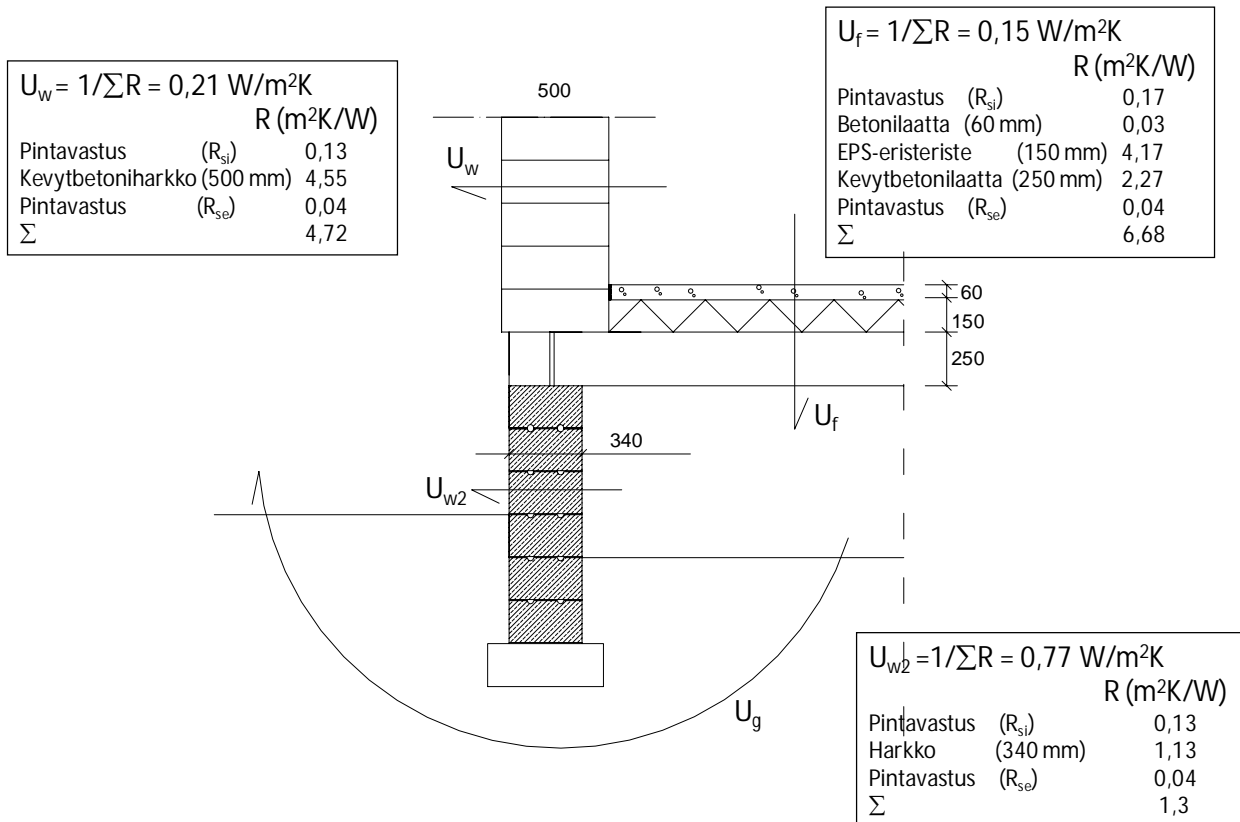 U_w = 1/∑R = 0,21 W/m²K
R (m²K/W)
Pintavastus (R_si) 0,13
Kevytbetoniharkko (500 mm) 4,55
Pintavastus (R_se) 0,04
∑ 4,72
U_f = 1/∑R = 0,15 W/m²K
R (m²K/W)
Pintavastus (R_si) 0,17
Betonilaatta (60 mm) 0,03
EPS-eristeriste (150 mm) 4,17
Kevytbetonilaatta (250 mm) 2,27
Pintavastus (R_se) 0,04
∑ 6,68
500
U_w
60
150
250
U_f
340
U_w2
U_g
U_w2 =1/∑R = 0,77 W/m²K
R (m²K/W)
Pintavastus (R_si) 0,13
Harkko (340 mm) 1,13
Pintavastus (R_se) 0,04
∑ 1,3